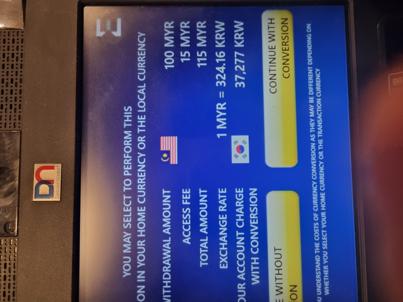 YOU MAY SELECT TO PERFORM THIS
ON IN YOUR HOME CURRENCY OR THE LOCAL CURRENCY
WITHDRAWAL AMOUNT 100 MYR
ACCESS FEE 15 MYR
TOTAL AMOUNT 115 MYR
EXCHANGE RATE 1 MYR = 324.16 KRW
OUR ACCOUNT CHARGE 37,277 KRW
WITH CONVERSION
CONTINUE WITH
CONVERSION
E WITHOUT
ION
UNDERSTAND THE COSTS OF CURRENCY CONVERSION AS THEY MAY BE DIFFERENT DEPENDING ON
WHETHER YOU SELECT YOUR HOME CURRENCY OR THE TRANSACTION CURRENCY
DN